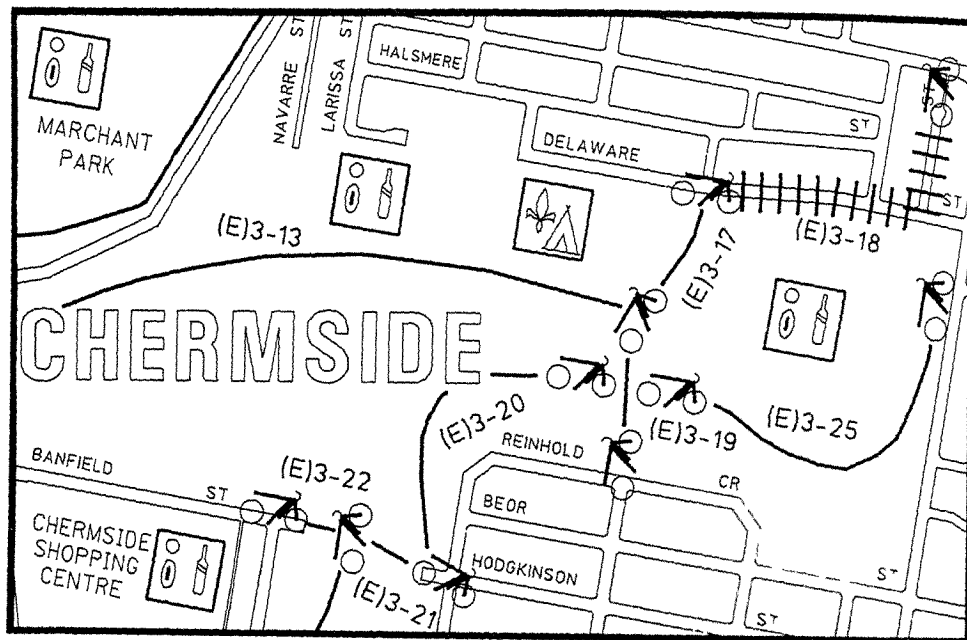 NAVARRE ST
LARISSA ST
HALSMERE
ST
ST
MARCHANT
PARK
DELAWARE
ST
(E)3-13
(E)3-17
(E)3-18
CHERMSIDE
(E)3-20
(E)3-19
(E)3-25
REINHOLD
CR
BANFIELD
ST
(E)3-22
BEOR
CHERMSIDE
SHOPPING
CENTRE
HODGKINSON
ST
(E)3-21
ST